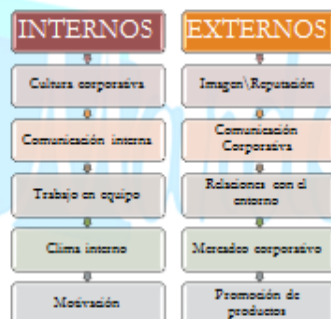 INTERNOS
Cultura corporativa
Comunicación interna
Trabajo en equipo
Clima interno
Motivación
EXTERNOS
Imagen\Reputación
Comunicación
Corporativa
Relaciones con el
entorno
Mercadeo corporativo
Promoción de
productos